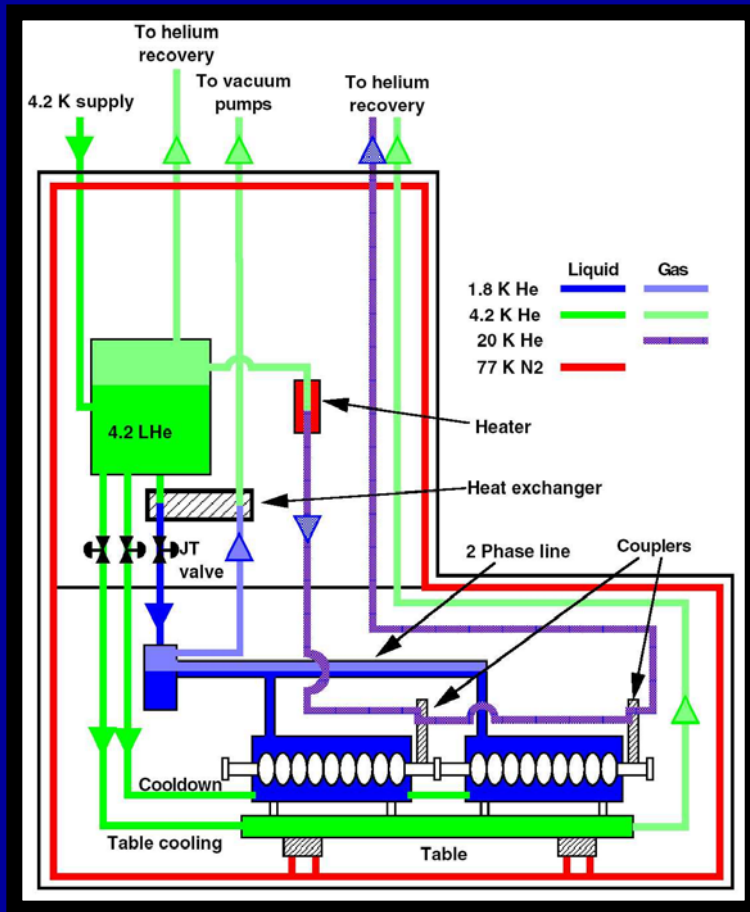 To helium
recovery
To vacuum
pumps
To helium
recovery
4.2 K supply
Liquid Gas
1.8 K He
4.2 K He
20 K He
77 K N2
4.2 LHe
Heater
Heat exchanger
JT
valve
2 Phase line
Couplers
Cooldown
Table cooling
Table